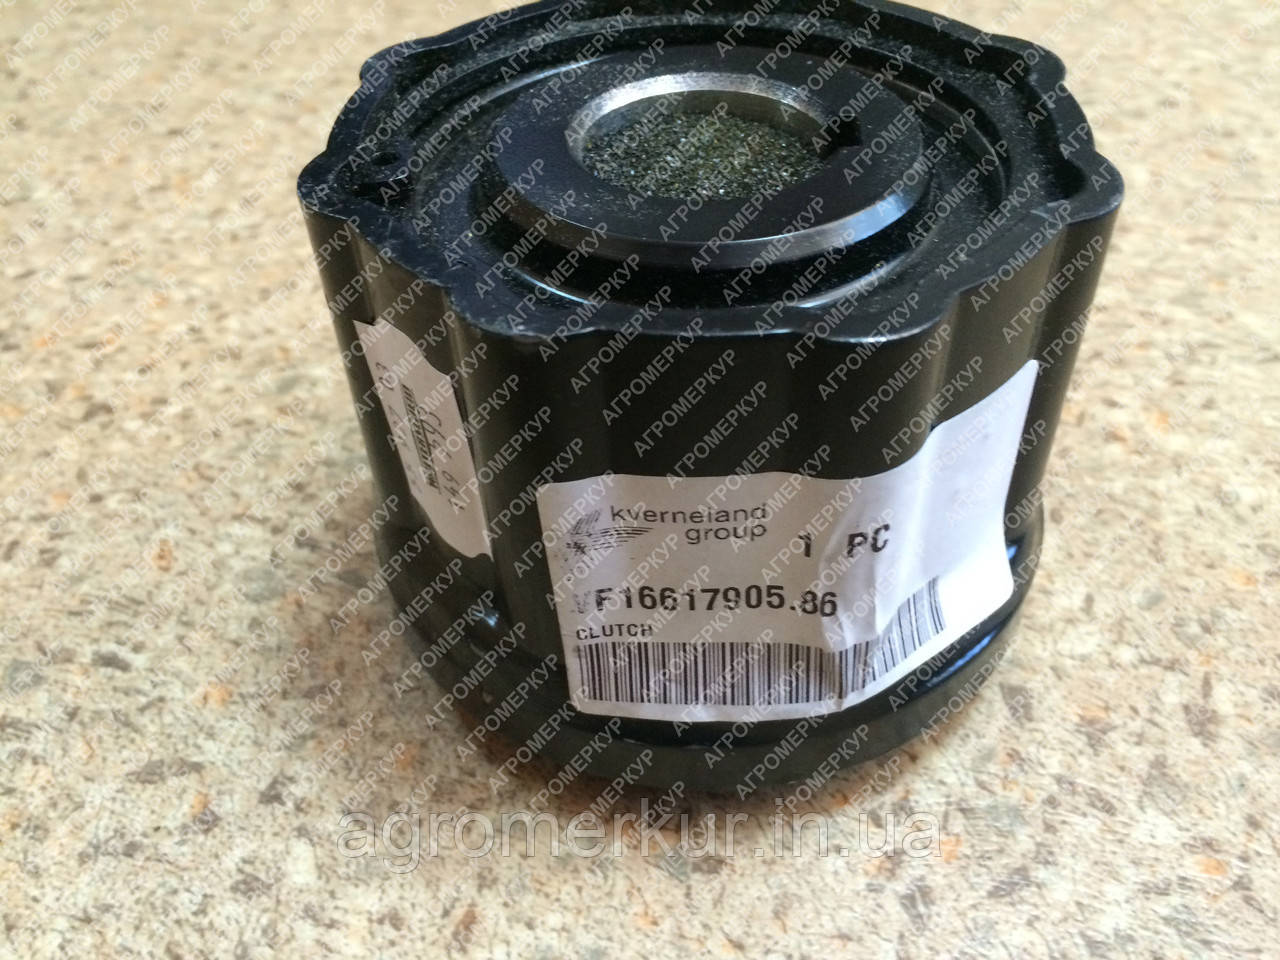 kverneland
group
1 PC
VF16617905.86
CLUTCH
agromerkur.in.ua
АГРОМЕРКУР